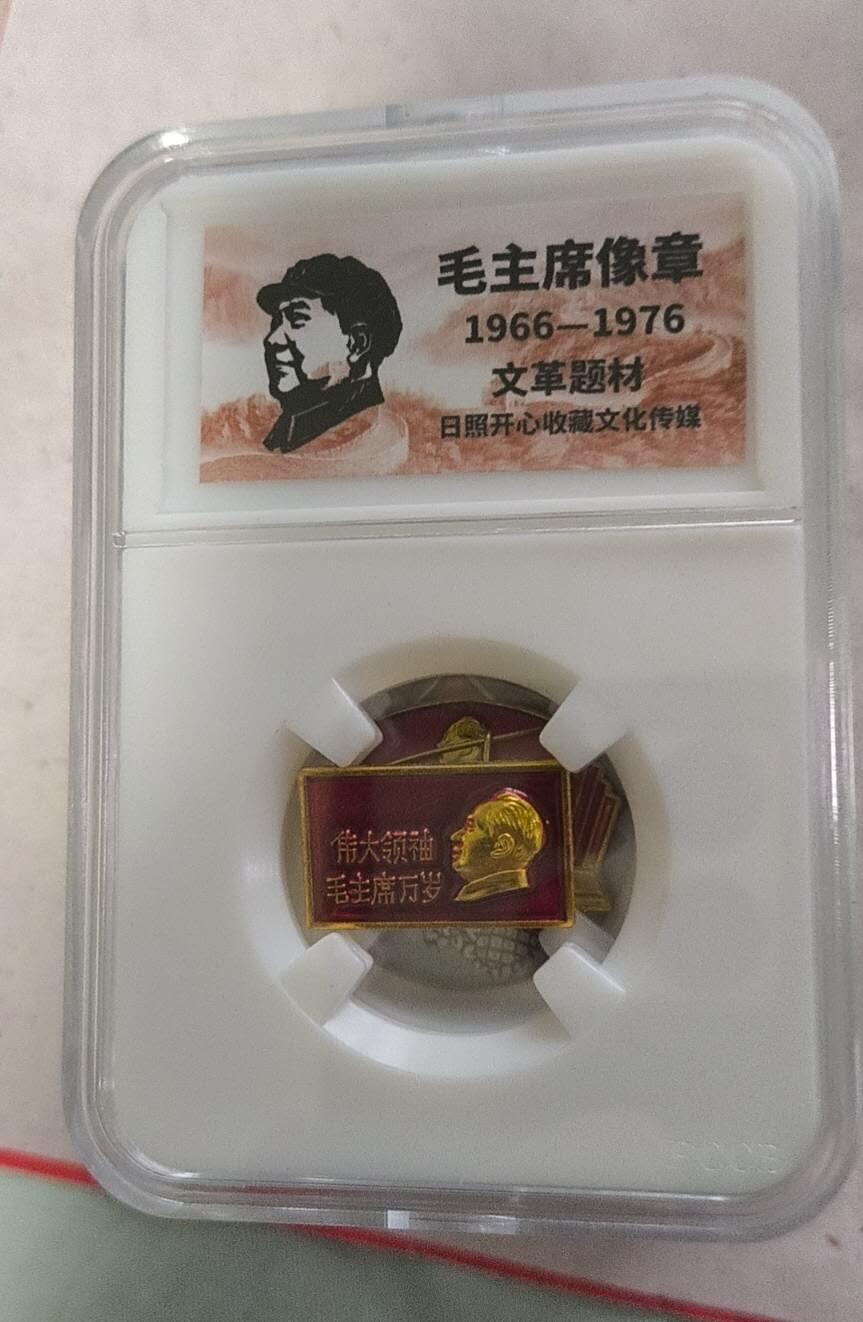 毛主席像章
1966—1976
文革题材
日照开心收藏文化传媒
伟大领袖
毛主席万岁